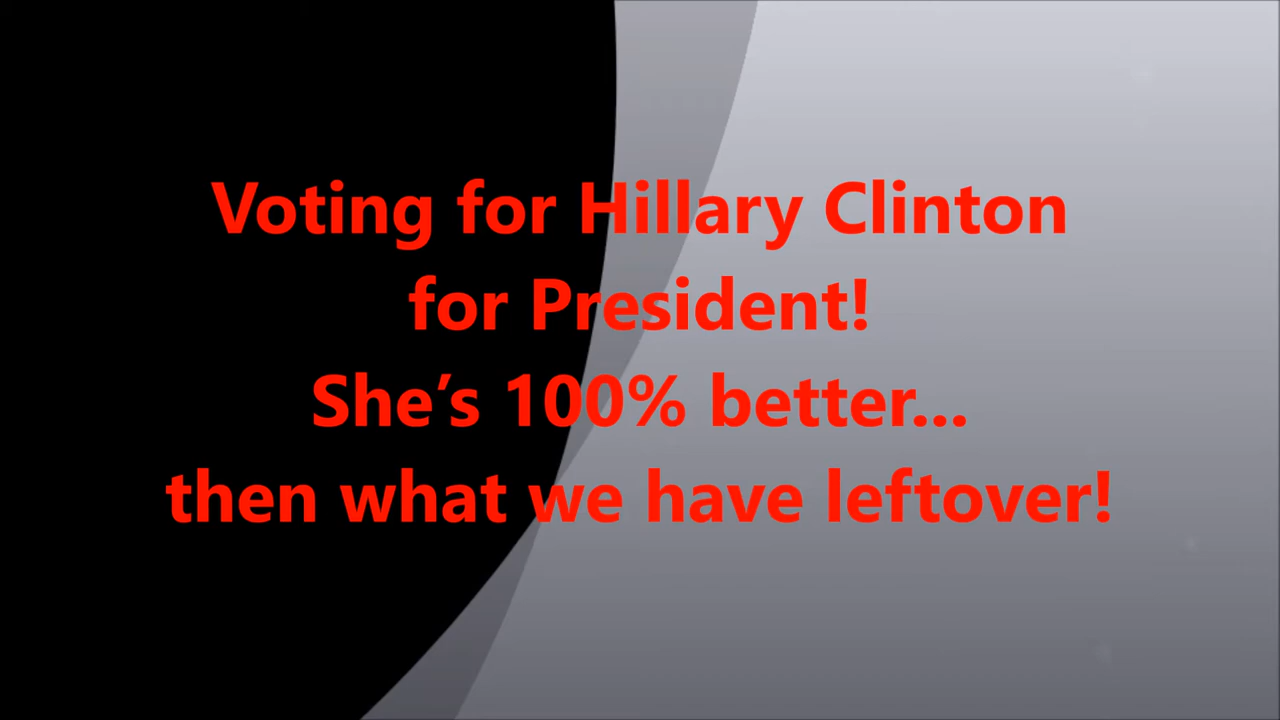 Voting for Hillary Clinton
for President!
She’s 100% better...
then what we have leftover!